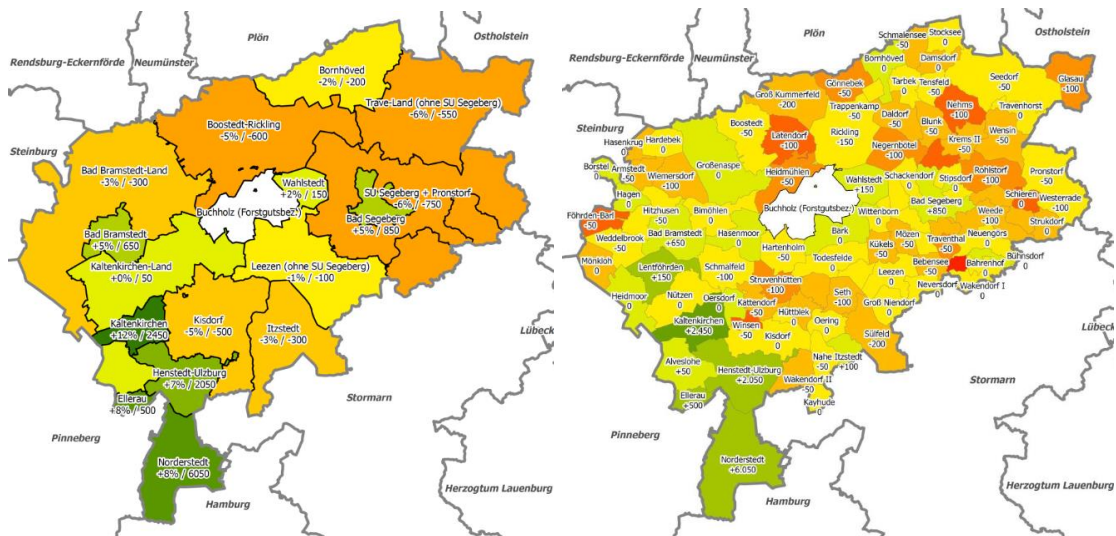 Plön
Ostholstein
Rendsburg-Eckernförde
Neumünster
Bornhöved
-2% / -200
Trave-Land (ohne SU Segeberg)
-6% / -550
Boostedt-Rickling
-5% / -600
Steinburg
Bad Bramstedt-Land
-3% / -300
Wahlstedt
+2% / 150
SU Segeberg + Pronstorf
-6% / -750
Buchholz (Forstgutsbez.)
Bad Segeberg
+5% / 850
Bad Bramstedt
+5% / 650
Kaltenkirchen-Land
+0% / 50
Leezen (ohne SU Segeberg)
-1% / -100
Kaltenkirchen
+12% / 2450
Kisdorf
-5% / -500
Itzstedt
-3% / -300
Lübeck
Henstedt-Ulzburg
+7% / 2050
Ellerau
+8% / 500
Stormarn
Pinneberg
Norderstedt
+8% / 6050
Hamburg
Herzogtum Lauenburg
Plön
Ostholstein
Rendsburg-Eckernförde
Neumünster
Schmalensee
-50
Stocksee
0
Bornhöved
0
Damsdorf
0
Gönnebek
-50
Tarbek
0
Tensfeld
-50
Seedorf
0
Glasau
-100
Groß Kummerfeld
-200
Trappenkamp
-50
Nehms
-100
Travenhorst
0
Boostedt
-50
Latendorf
-100
Rickling
-150
Daldorf
-50
Blunk
-50
Krems II
-50
Wensin
-50
Steinburg
Hasenkrug
0
Hardebek
0
Negernbötel
-100
Borstel
0
Armstedt
-50
Großenaspe
0
Heidmühlen
-50
Wahlstedt
+150
Schackendorf
0
Stipsdorf
0
Rohlstorf
-100
Pronstorf
-50
Hagen
0
Wiemersdorf
-100
Schieren
0
Westerrade
-100
Föhrden-Barl
-50
Hitzhusen
-50
Bimöhlen
0
Buchholz (Forstgutsbez.)
Bad Segeberg
+850
Weede
-100
Strukdorf
0
Weddelbrook
-50
Bad Bramstedt
+650
Hasenmoor
0
Wittenborn
0
Bark
0
Mözen
-50
Neuengörs
0
Mönkloh
0
Hartenholm
-50
Kükels
-50
Traventhal
-50
Lentföhrden
+150
Schmalfeld
-100
Todesfelde
0
Bebensee
-50
Bahrenhof
0
Bühnsdorf
0
Heidmoor
0
Struvenhütten
-100
Leezen
0
Neversdorf
0
Wakendorf I
0
Nützen
0
Oersdorf
0
Kattendorf
-50
Seth
-100
Groß Niendorf
0
Kaltenkirchen
+2.450
Winsen
-50
Hüttblek
0
Oering
0
Kisdorf
0
Sülfeld
-200
Lübeck
Alveslohe
+50
Henstedt-Ulzburg
+2.050
Nahe
0
Itzstedt
+100
Wakendorf II
-50
Ellerau
+500
Kayhude
0
Stormarn
Pinneberg
Norderstedt
+6.050
Hamburg
Herzogtum Lauenburg